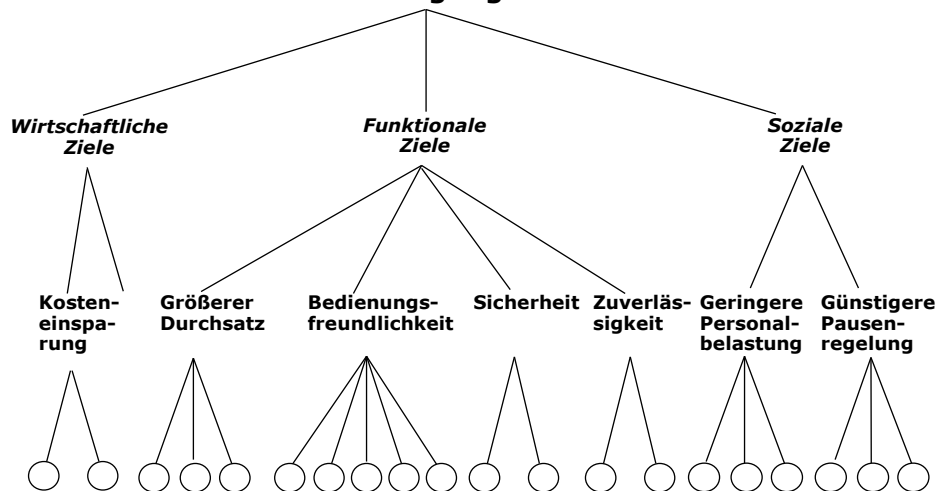 Wirtschaftliche
Ziele
Funktionale
Ziele
Soziale
Ziele
Kosten-
einspa-
rung
Größerer
Durchsatz
Bedienungs-
freundlichkeit
Sicherheit
Zuverläs-
sigkeit
Geringere
Personal-
belastung
Günstigere
Pausen-
regelung